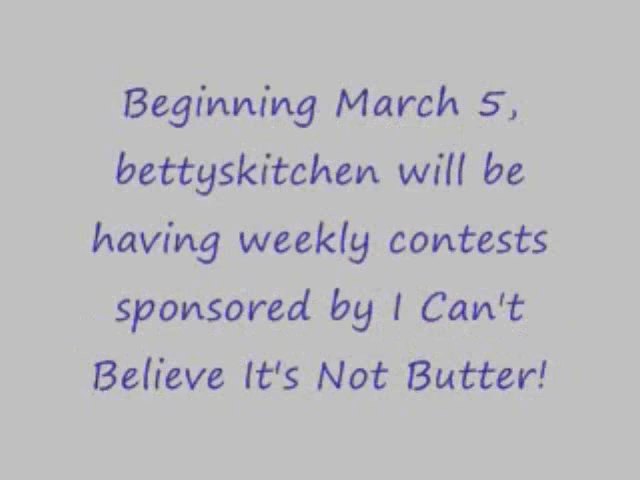 Beginning March 5,
bettyskitchen will be
having weekly contests
sponsored by I Can't
Believe It's Not Butter!